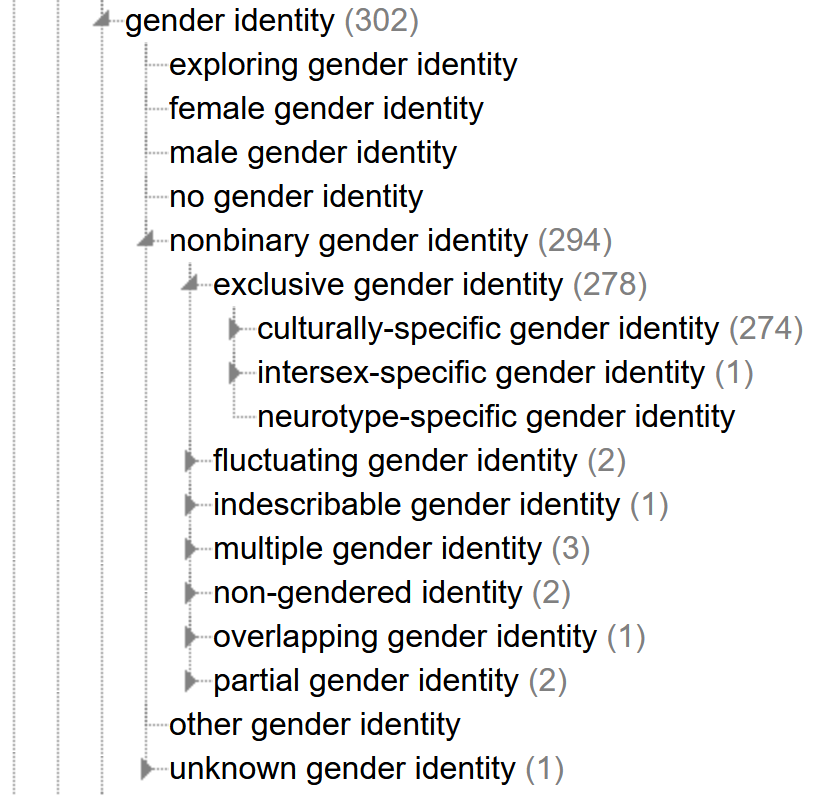 gender identity (302)
exploring gender identity
female gender identity
male gender identity
no gender identity
nonbinary gender identity (294)
exclusive gender identity (278)
culturally-specific gender identity (274)
intersex-specific gender identity (1)
neurotype-specific gender identity
fluctuating gender identity (2)
indescribable gender identity (1)
multiple gender identity (3)
non-gendered identity (2)
overlapping gender identity (1)
partial gender identity (2)
other gender identity
unknown gender identity (1)